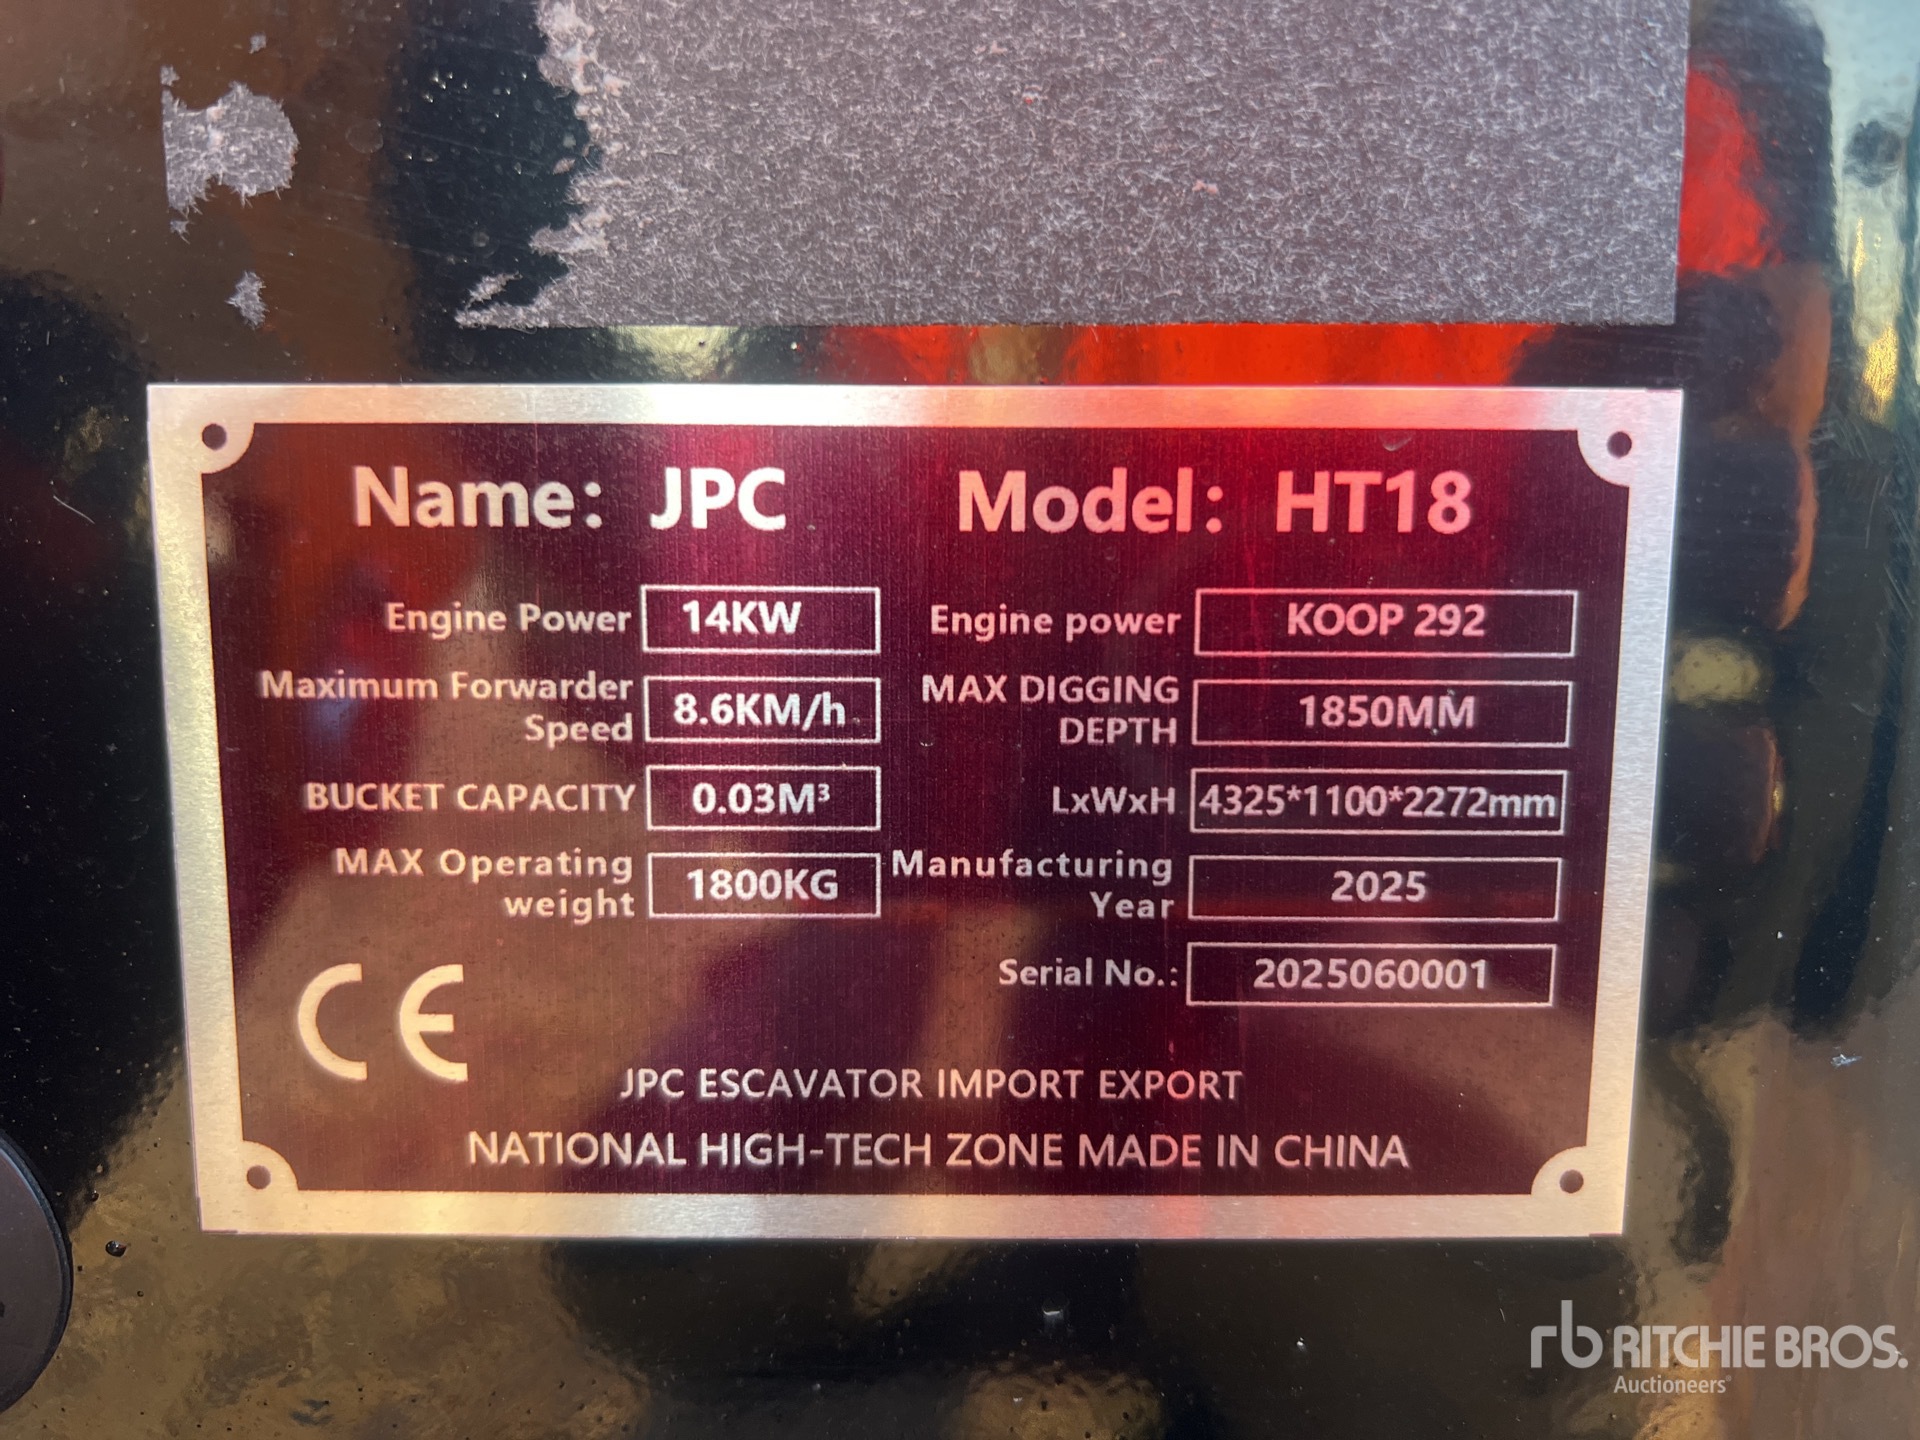 Name: JPC Model: HT18
Engine Power 14KW Engine power KOOP 292
Maximum Forwarder Speed 8.6KM/h MAX DIGGING DEPTH 1850MM
BUCKET CAPACITY 0.03M³ LxWxH 4325*1100*2272mm
MAX Operating weight 1800KG Manufacturing Year 2025
Serial No.: 2025060001
CE
JPC ESCAVATOR IMPORT EXPORT
NATIONAL HIGH-TECH ZONE MADE IN CHINA
rb RITCHIE BROS.
Auctioneers